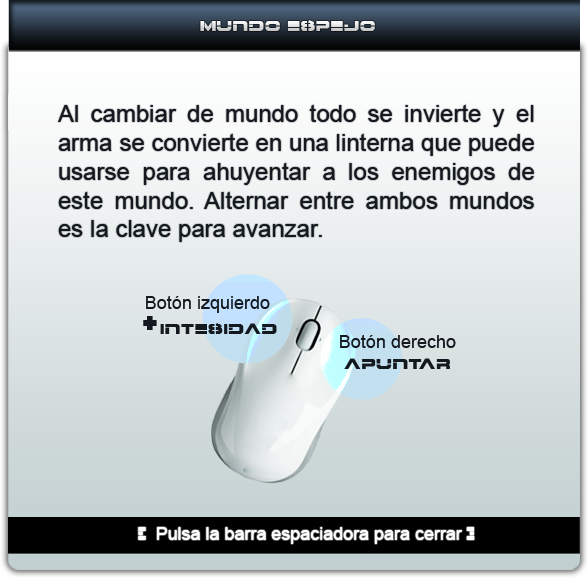 MUNDO ESPEJO
Al cambiar de mundo todo se invierte y el
arma se convierte en una linterna que puede
usarse para ahuyentar a los enemigos de
este mundo. Alternar entre ambos mundos
es la clave para avanzar.
Botón izquierdo
+INTESIDAD
Botón derecho
APUNTAR
[ Pulsa la barra espaciadora para cerrar ]